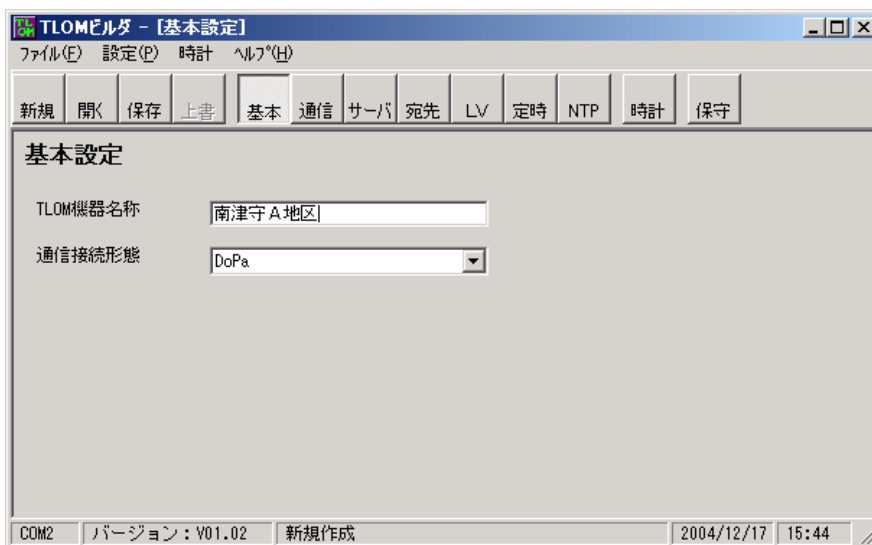 TLOMビルダ - [基本設定]
ファイル(F) 設定(P) 時計 ヘルプ(H)
新規 開く 保存 上書 基本 通信 サーバ 宛先 LV 定時 NTP 時計 保守
基本設定
TLOM機器名称 南津守A地区
通信接続形態 DoPa
COM2 バージョン:V01.02 新規作成 2004/12/17 15:44